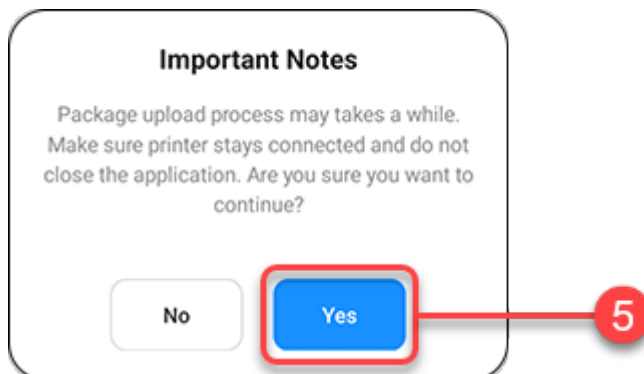 Important Notes
Package upload process may takes a while.
Make sure printer stays connected and do not
close the application. Are you sure you want to
continue?
No
Yes
5